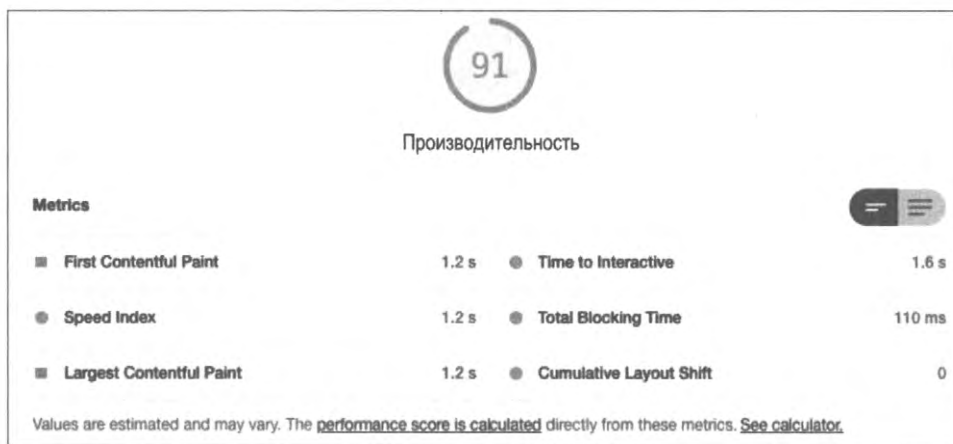 91
Производительность
Metrics
First Contentful Paint 1.2 s Time to Interactive 1.6 s
Speed Index 1.2 s Total Blocking Time 110 ms
Largest Contentful Paint 1.2 s Cumulative Layout Shift 0
Values are estimated and may vary. The performance score is calculated directly from these metrics. See calculator.